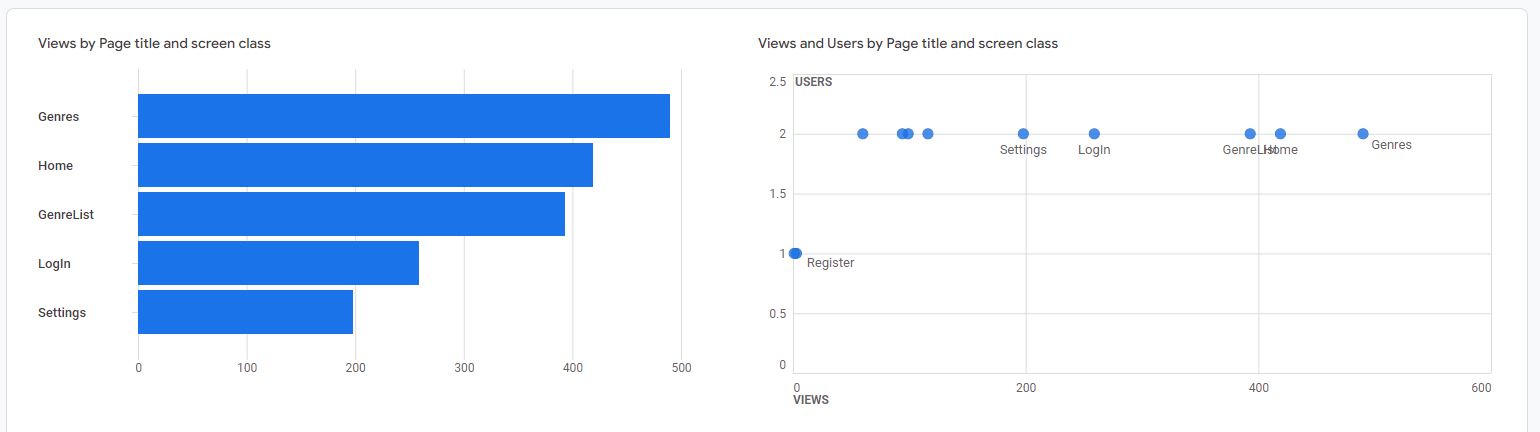 Views by Page title and screen class
Genres
Home
GenreList
LogIn
Settings
0 100 200 300 400 500
Views and Users by Page title and screen class
2.5 USERS
2
Settings LogIn GenreList Home Genres
1.5
1
Register
0.5
0
0 200 400 600
VIEWS